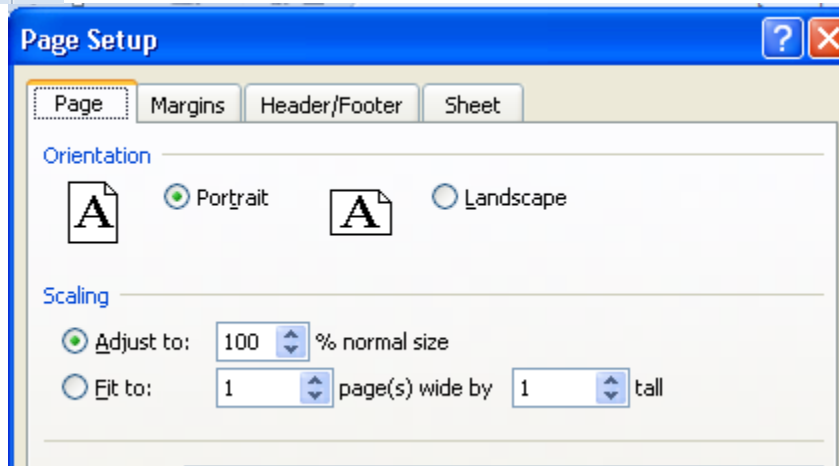 Page Setup
?
Page Margins Header/Footer Sheet
Orientation
A Portrait A Landscape
Scaling
Adjust to: 100 % normal size
Fit to: 1 page(s) wide by 1 tall